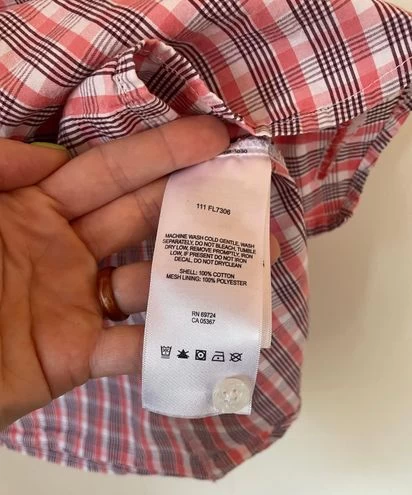 111 FL7306
MACHINE WASH COLD GENTLE, WASH
SEPARATELY, DO NOT BLEACH, TUMBLE
DRY LOW, REMOVE PROMPTLY, IRON
LOW, IF PRESENT DO NOT IRON
DECAL, DO NOT DRYCLEAN
SHELL: 100% COTTON
MESH LINING: 100% POLYESTER
RN 69724
CA 05367